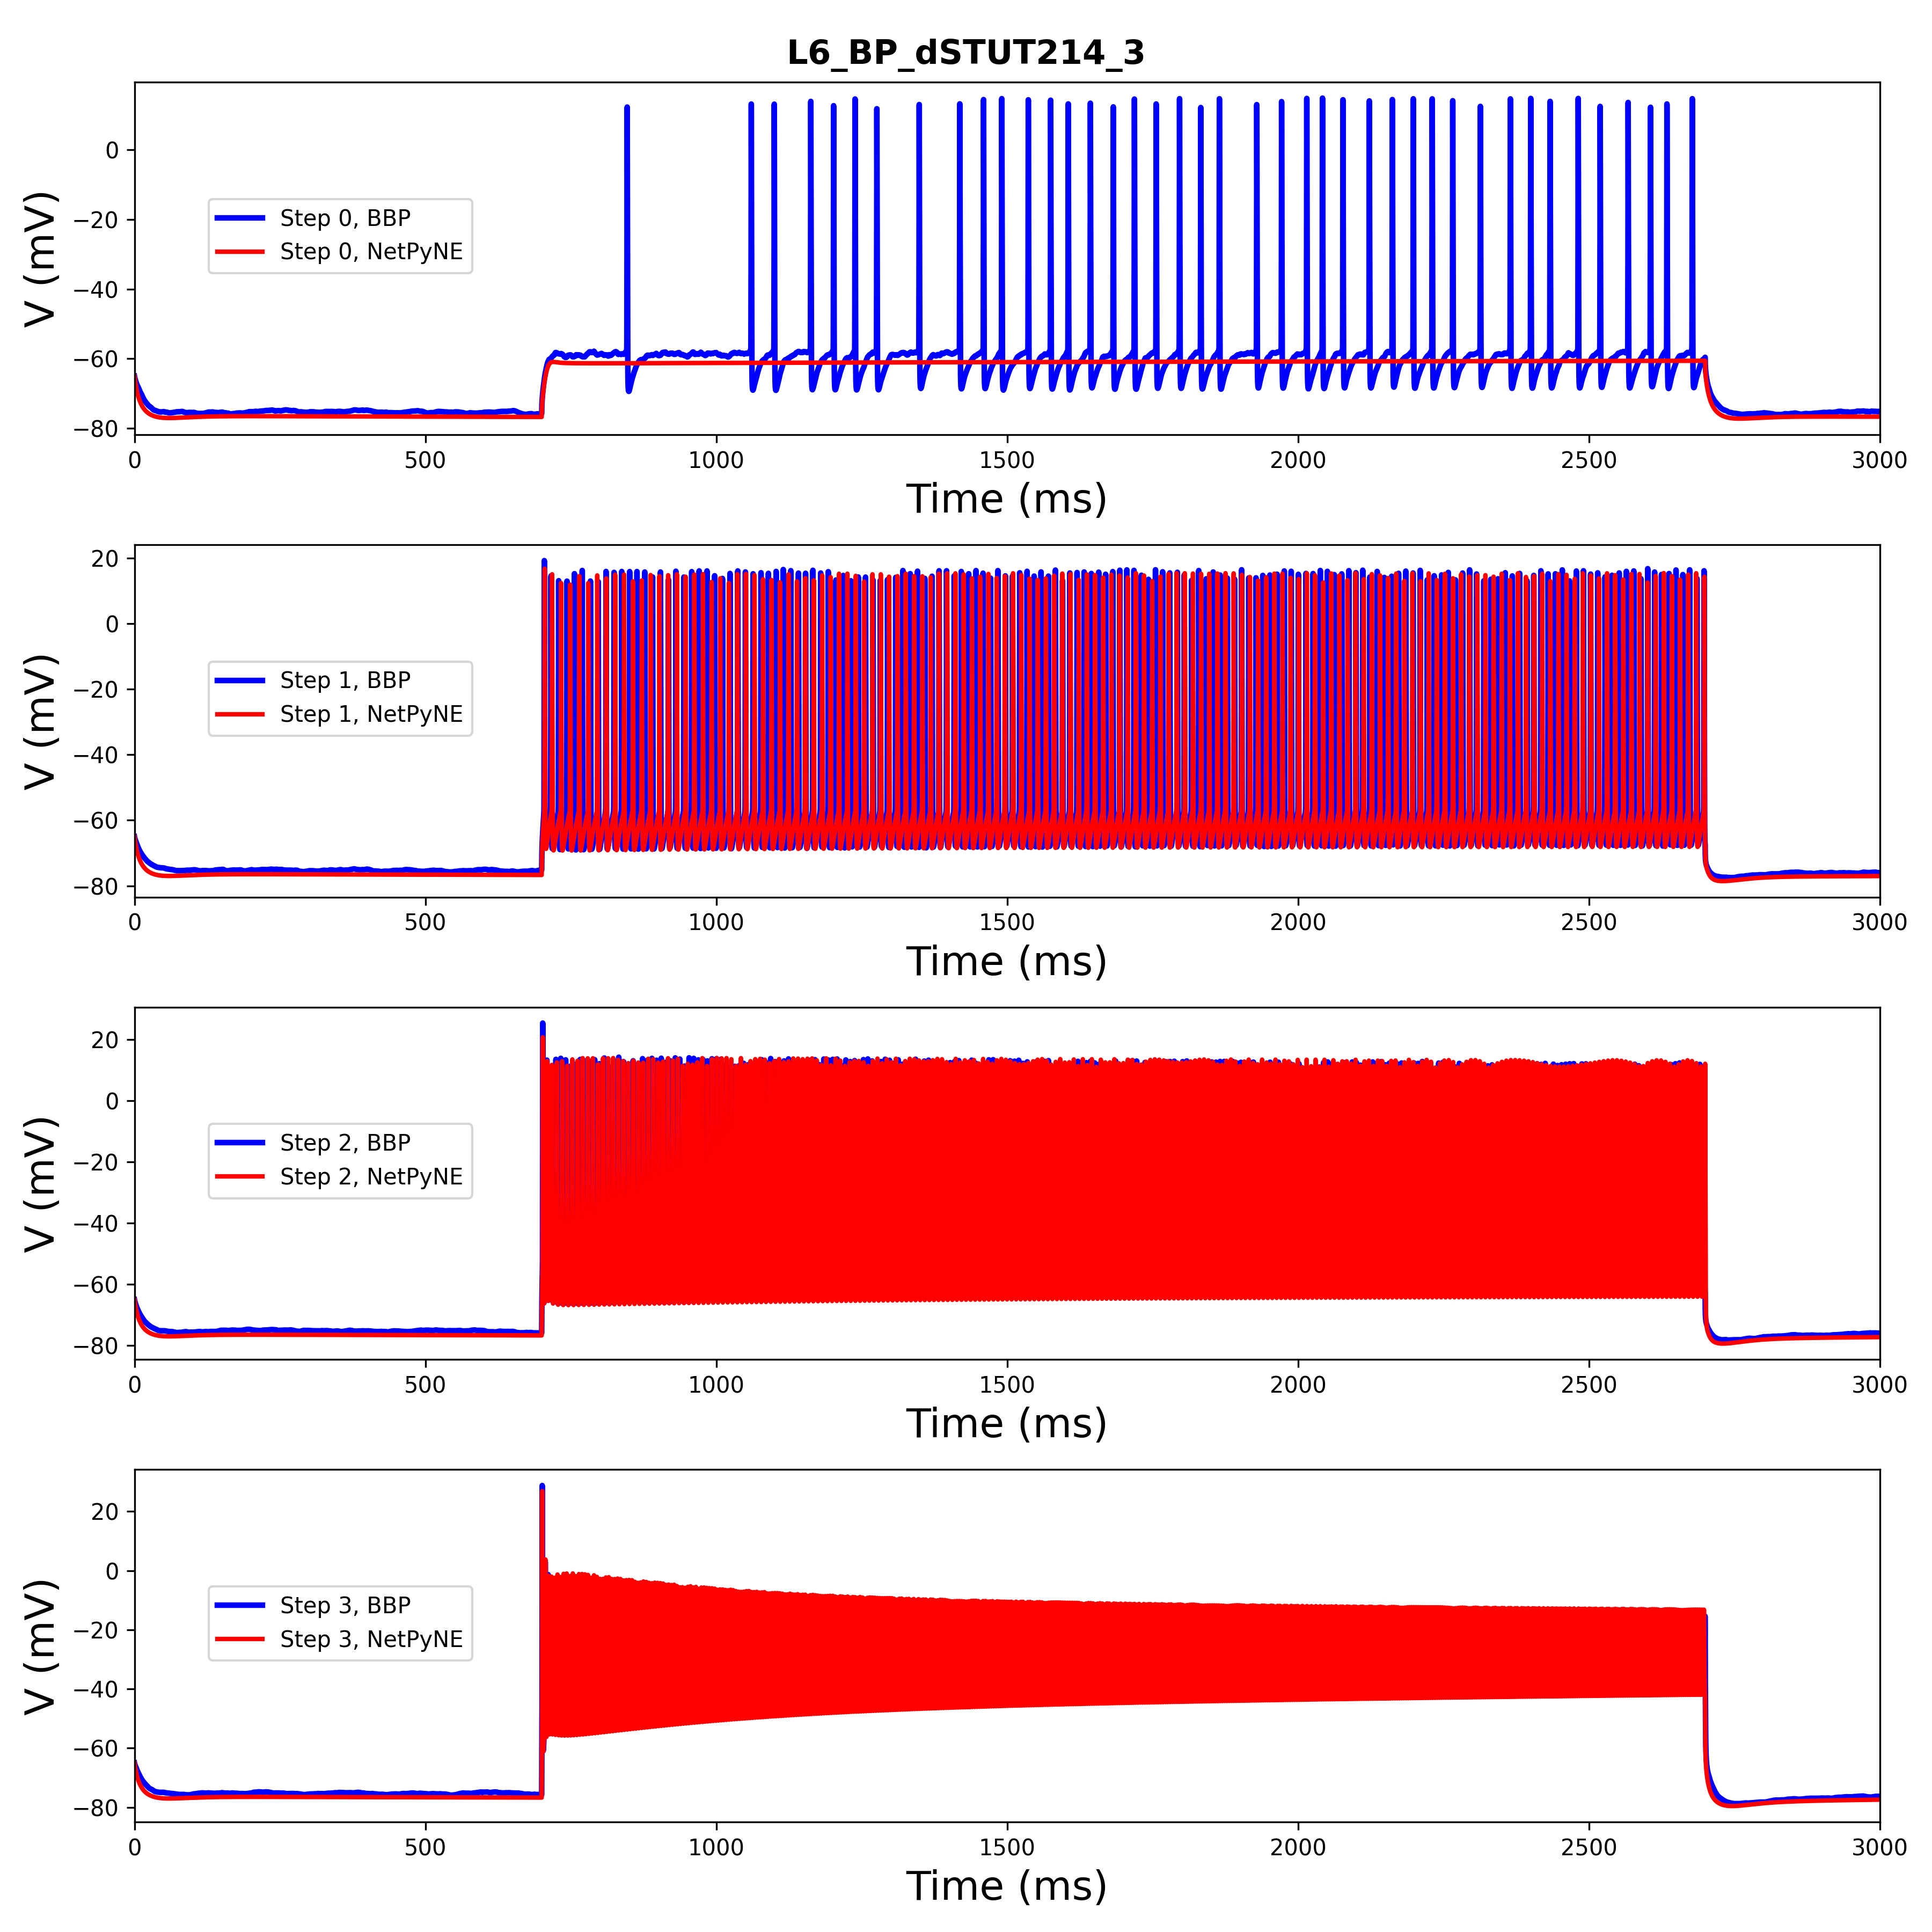 L6_BP_dSTUT214_3
V (mV)
0
−20
−40
−60
−80
Step 0, BBP
Step 0, NetPyNE
0 500 1000 1500 2000 2500 3000
Time (ms)
V (mV)
20
0
−20
−40
−60
−80
Step 1, BBP
Step 1, NetPyNE
0 500 1000 1500 2000 2500 3000
Time (ms)
V (mV)
20
0
−20
−40
−60
−80
Step 2, BBP
Step 2, NetPyNE
0 500 1000 1500 2000 2500 3000
Time (ms)
V (mV)
20
0
−20
−40
−60
−80
Step 3, BBP
Step 3, NetPyNE
0 500 1000 1500 2000 2500 3000
Time (ms)